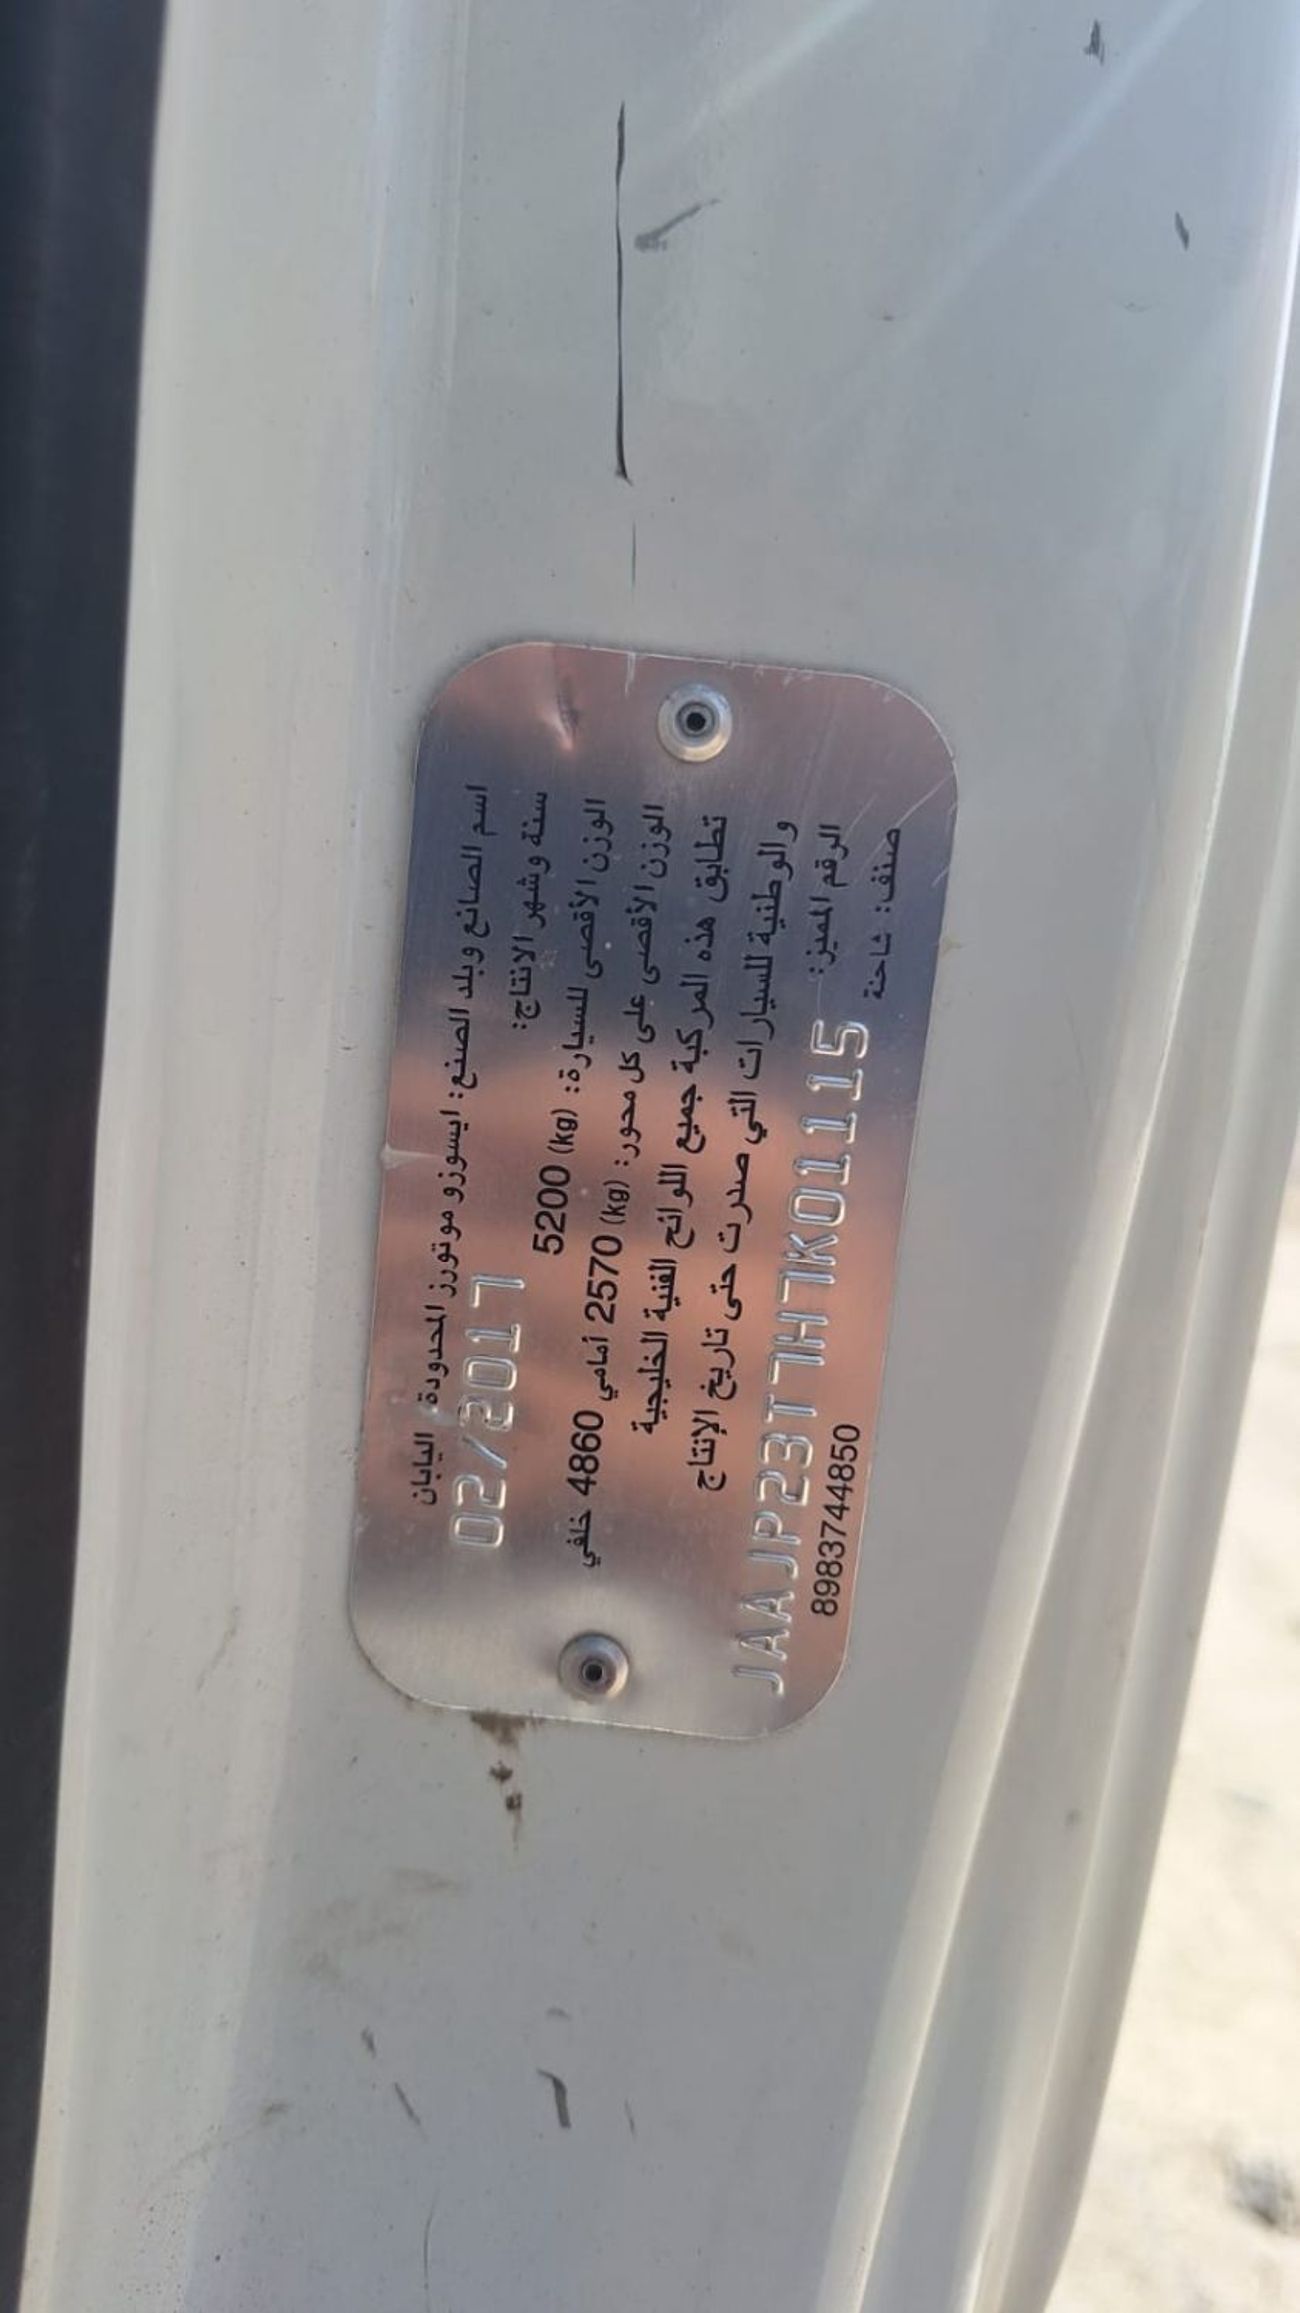 اسم الصانع وبلد الصنع: ايسوزو موتورز المحدودة، اليابان
سنة وشهر الانتاج: 02/2017
الوزن الأقصى للسيارة: (kg) 5200
الوزن الأقصى على كل محور: (kg) 2570 أمامي 4860 خلفي
تطابق هذه المركبة جميع اللوائح الفنية الخليجية
والوطنية للسيارات التي صدرت حتى تاريخ الإنتاج
الرقم المميز: JAAJP23T7H7K01115
صنف: شاحنة 8983744850